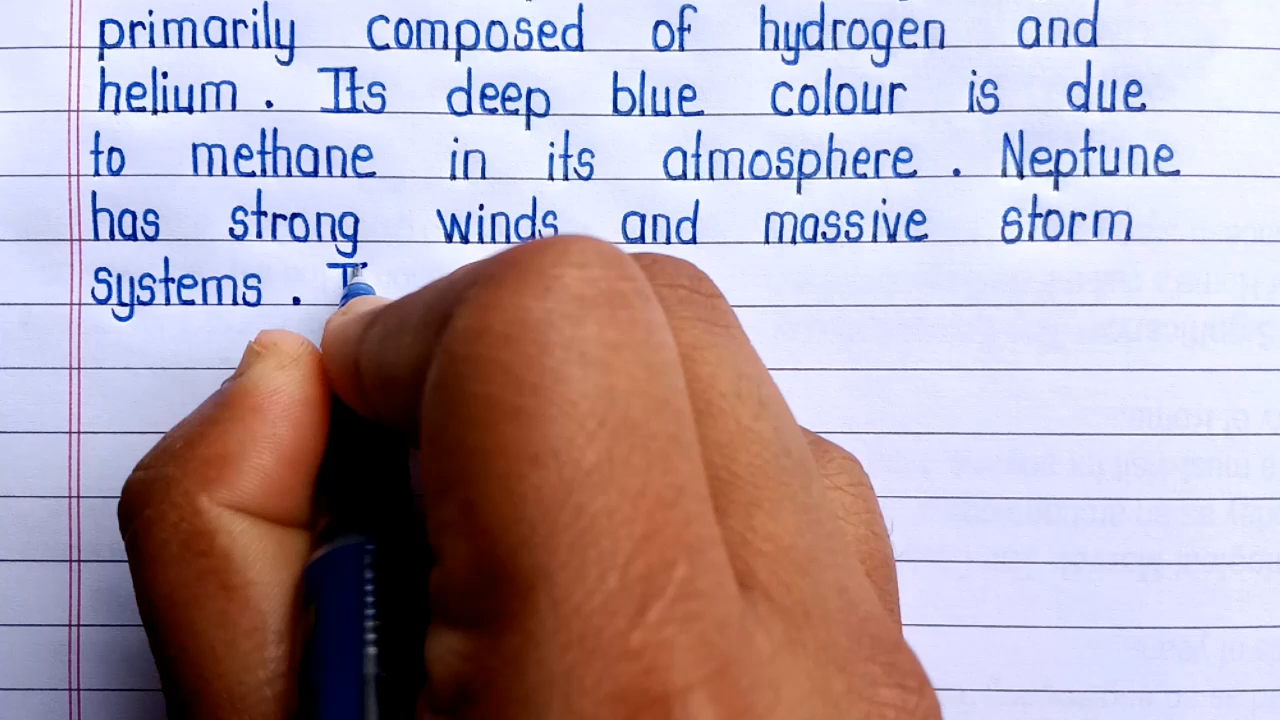 primarily composed of hydrogen and
helium. Its deep blue colour is due
to methane in its atmosphere. Neptune
has strong winds and massive storm
systems.